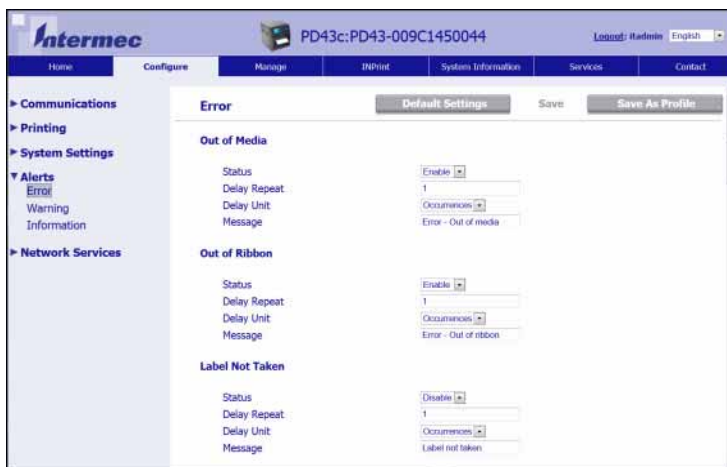 Intermec PD43c:PD43-009C1450044 Logout: itadmin English
Home Configure Manage INPrint System Information Services Contact
Communications
Printing
System Settings
Alerts
Error
Warning
Information
Network Services
Error Default Settings Save Save As Profile
Out of Media
Status Enable
Delay Repeat 1
Delay Unit Occurrences
Message Error - Out of media
Out of Ribbon
Status Enable
Delay Repeat 1
Delay Unit Occurrences
Message Error - Out of ribbon
Label Not Taken
Status Disable
Delay Repeat 1
Delay Unit Occurrences
Message Label not taken